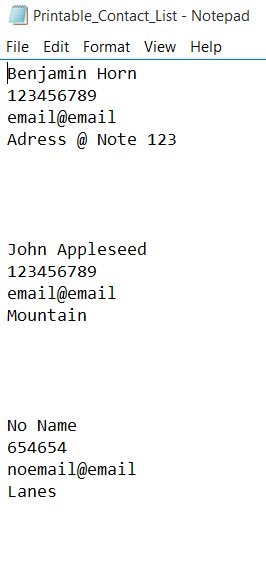 Printable_Contact_List - Notepad
File Edit Format View Help
Benjamin Horn
123456789
email@email
Adress @ Note 123
John Appleseed
123456789
email@email
Mountain
No Name
654654
noemail@email
Lanes